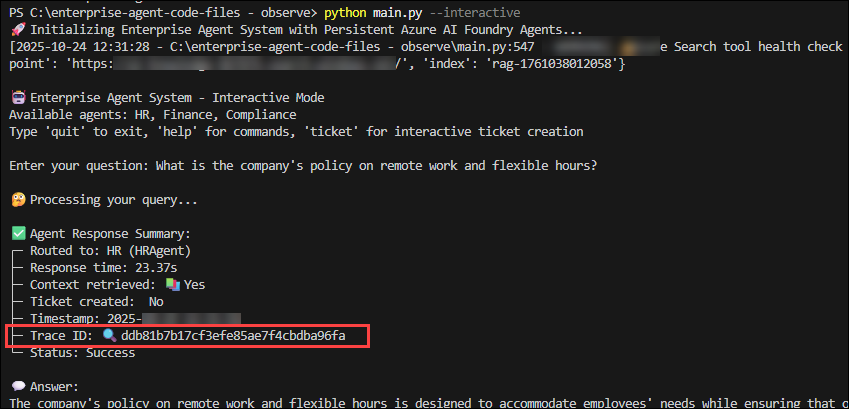 PS C:\enterprise-agent-code-files - observe> python main.py --interactive
🚀 Initializing Enterprise Agent System with Persistent Azure AI Foundry Agents...
[2025-10-24 12:31:28 - C:\enterprise-agent-code-files - observe\main.py:547 e Search tool health check
point': 'https: /', 'index': 'rag-1761038012058'}
🤖 Enterprise Agent System - Interactive Mode
Available agents: HR, Finance, Compliance
Type 'quit' to exit, 'help' for commands, 'ticket' for interactive ticket creation
Enter your question: What is the company's policy on remote work and flexible hours?
🤔 Processing your query...
✅ Agent Response Summary:
┌─ Routed to: HR (HRAgent)
├─ Response time: 23.37s
├─ Context retrieved: 📚 Yes
├─ Ticket created: No
├─ Timestamp: 2025-
├─ Trace ID: 🔍 ddb81b7b17cf3efe85ae7f4cbdba96fa
└─ Status: Success
💬 Answer:
The company's policy on remote work and flexible hours is designed to accommodate employees' needs while ensuring that